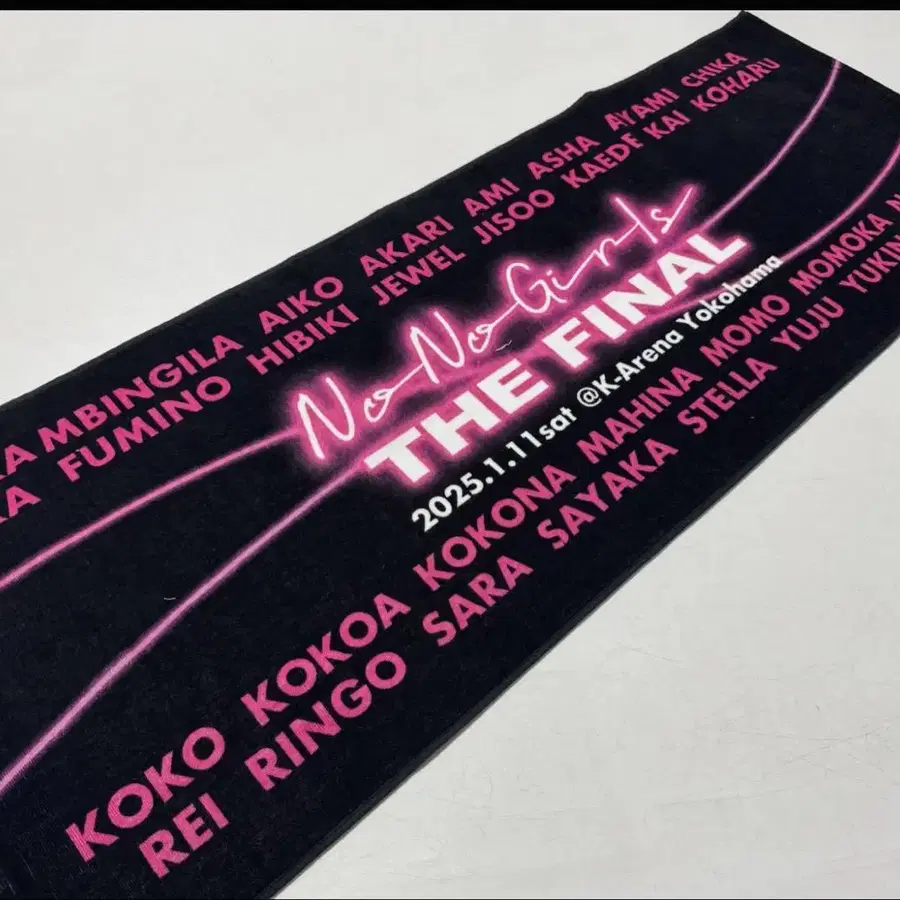 MBINGILA AIKO AKARI AMI ASHA AYAMI CHIKA
FUMINO HIBIKI JEWEL JISOO KAEDE KAI KOHARU
No No Girls
THE FINAL
2025.1.11sat @K-Arena Yokohama
KOKO KOKOA KOKONA MAHINA MOMO MOMOKA
REI RINGO SARA SAYAKA STELLA YUJU